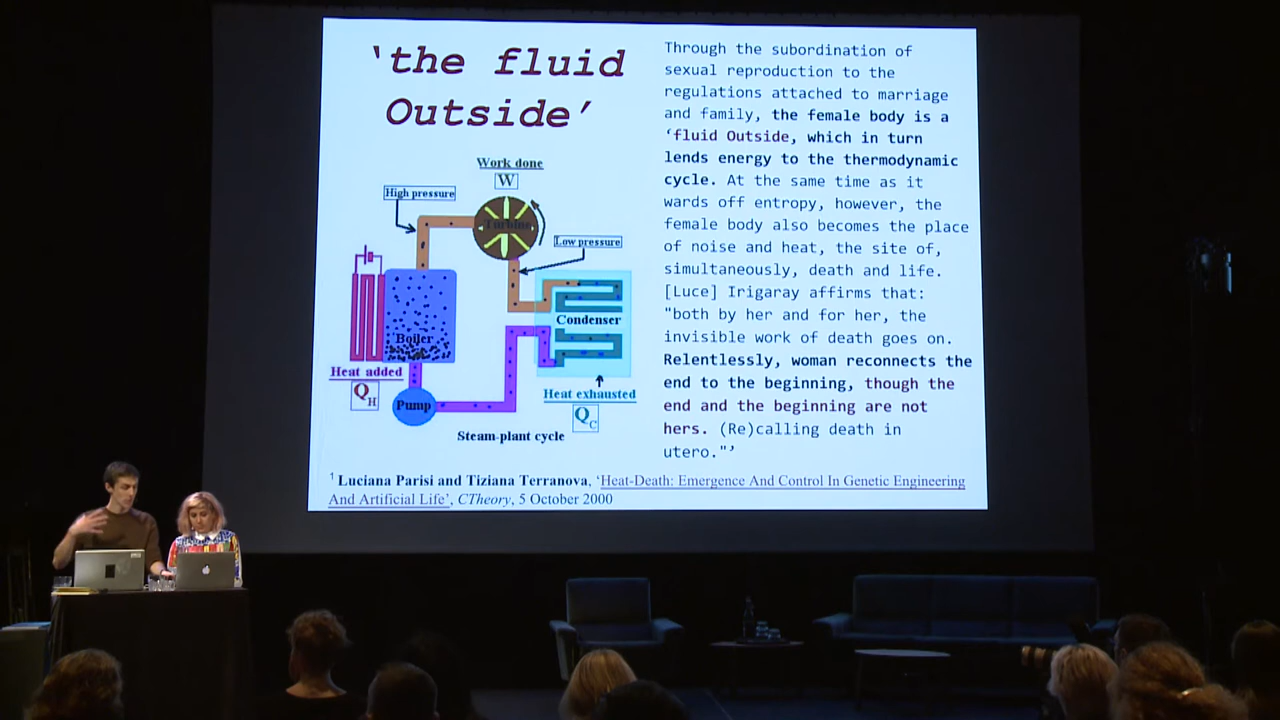 ‘the fluid
Outside’
Work done
W
High pressure
Turbine
Low pressure
Condenser
Boiler
Heat added
QH
Pump
Heat exhausted
QC
Steam-plant cycle
Through the subordination of
sexual reproduction to the
regulations attached to marriage
and family, the female body is a
‘fluid Outside, which in turn
lends energy to the thermodynamic
cycle. At the same time as it
wards off entropy, however, the
female body also becomes the place
of noise and heat, the site of,
simultaneously, death and life.
[Luce] Irigaray affirms that:
"both by her and for her, the
invisible work of death goes on.
Relentlessly, woman reconnects the
end to the beginning, though the
end and the beginning are not
hers. (Re)calling death in
utero."’
1 Luciana Parisi and Tiziana Terranova, ‘Heat-Death: Emergence And Control In Genetic Engineering
And Artificial Life’, CTheory, 5 October 2000